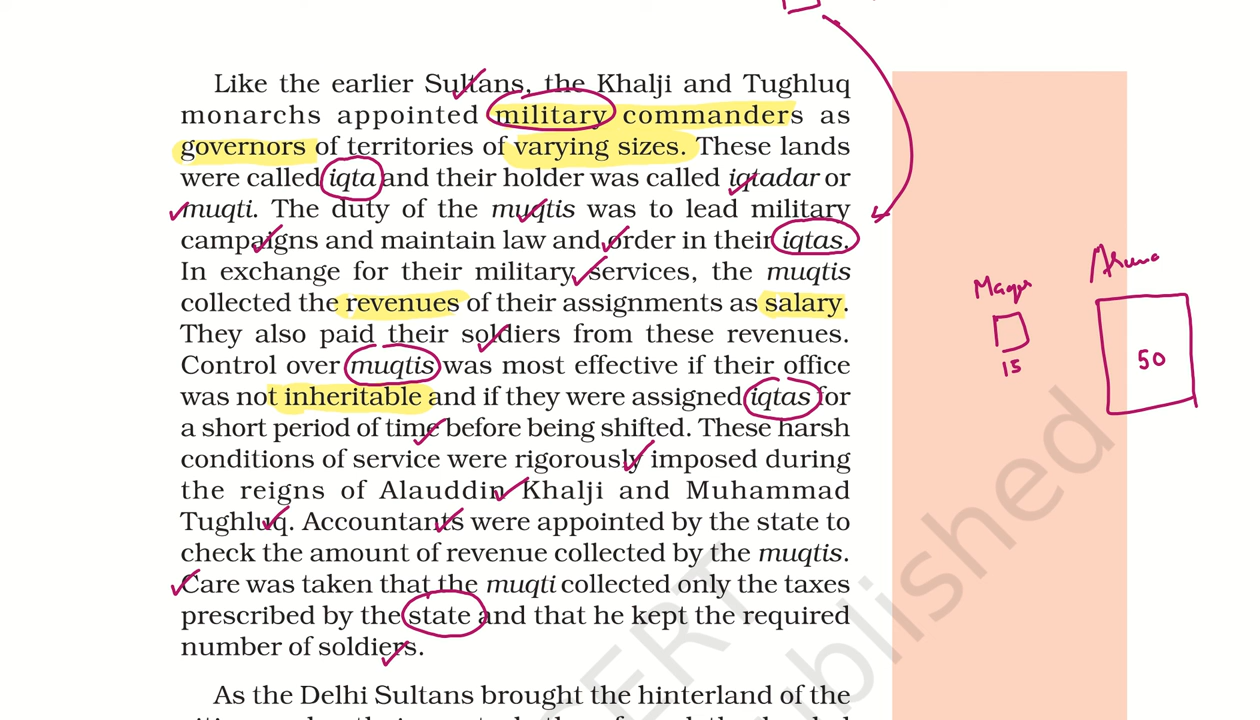 Like the earlier Sultans, the Khalji and Tughluq
monarchs appointed military commanders as
governors of territories of varying sizes. These lands
were called iqta and their holder was called iqtadar or
muqti. The duty of the muqtis was to lead military
campaigns and maintain law and order in their iqtas.
In exchange for their military services, the muqtis
collected the revenues of their assignments as salary.
They also paid their soldiers from these revenues.
Control over muqtis was most effective if their office
was not inheritable and if they were assigned iqtas for
a short period of time before being shifted. These harsh
conditions of service were rigorously imposed during
the reigns of Alauddin Khalji and Muhammad
Tughluq. Accountants were appointed by the state to
check the amount of revenue collected by the muqtis.
Care was taken that the muqti collected only the taxes
prescribed by the state and that he kept the required
number of soldiers.
As the Delhi Sultans brought the hinterland of the
15
50